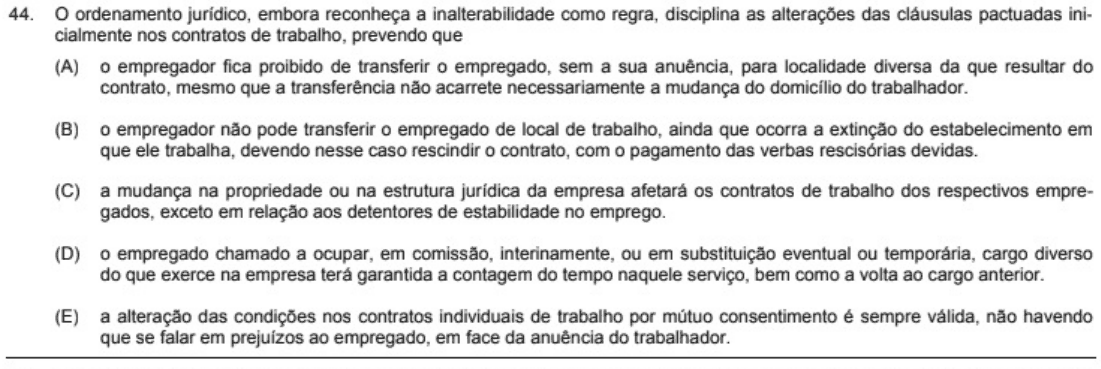 44. O ordenamento jurídico, embora reconheça a inalterabilidade como regra, disciplina as alterações das cláusulas pactuadas ini-
cialmente nos contratos de trabalho, prevendo que
(A) o empregador fica proibido de transferir o empregado, sem a sua anuência, para localidade diversa da que resultar do
contrato, mesmo que a transferência não acarrete necessariamente a mudança do domicílio do trabalhador.
(B) o empregador não pode transferir o empregado de local de trabalho, ainda que ocorra a extinção do estabelecimento em
que ele trabalha, devendo nesse caso rescindir o contrato, com o pagamento das verbas rescisórias devidas.
(C) a mudança na propriedade ou na estrutura jurídica da empresa afetará os contratos de trabalho dos respectivos empre-
gados, exceto em relação aos detentores de estabilidade no emprego.
(D) o empregado chamado a ocupar, em comissão, interinamente, ou em substituição eventual ou temporária, cargo diverso
do que exerce na empresa terá garantida a contagem do tempo naquele serviço, bem como a volta ao cargo anterior.
(E) a alteração das condições nos contratos individuais de trabalho por mútuo consentimento é sempre válida, não havendo
que se falar em prejuízos ao empregado, em face da anuência do trabalhador.